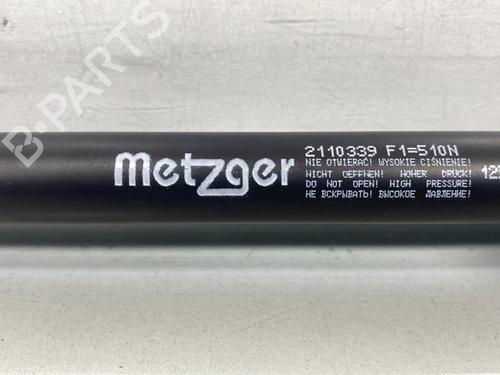 B-PARTS
metzger
2110339 F1=510N
NIE OTWIERAĆ! WYSOKIE CIŚNIENIE!
NICHT OEFFNEN! HOHER DRUCK!
DO NOT OPEN! HIGH PRESSURE!
НЕ ВСКРЫВАТЬ! ВЫСОКОЕ ДАВЛЕНИЕ!